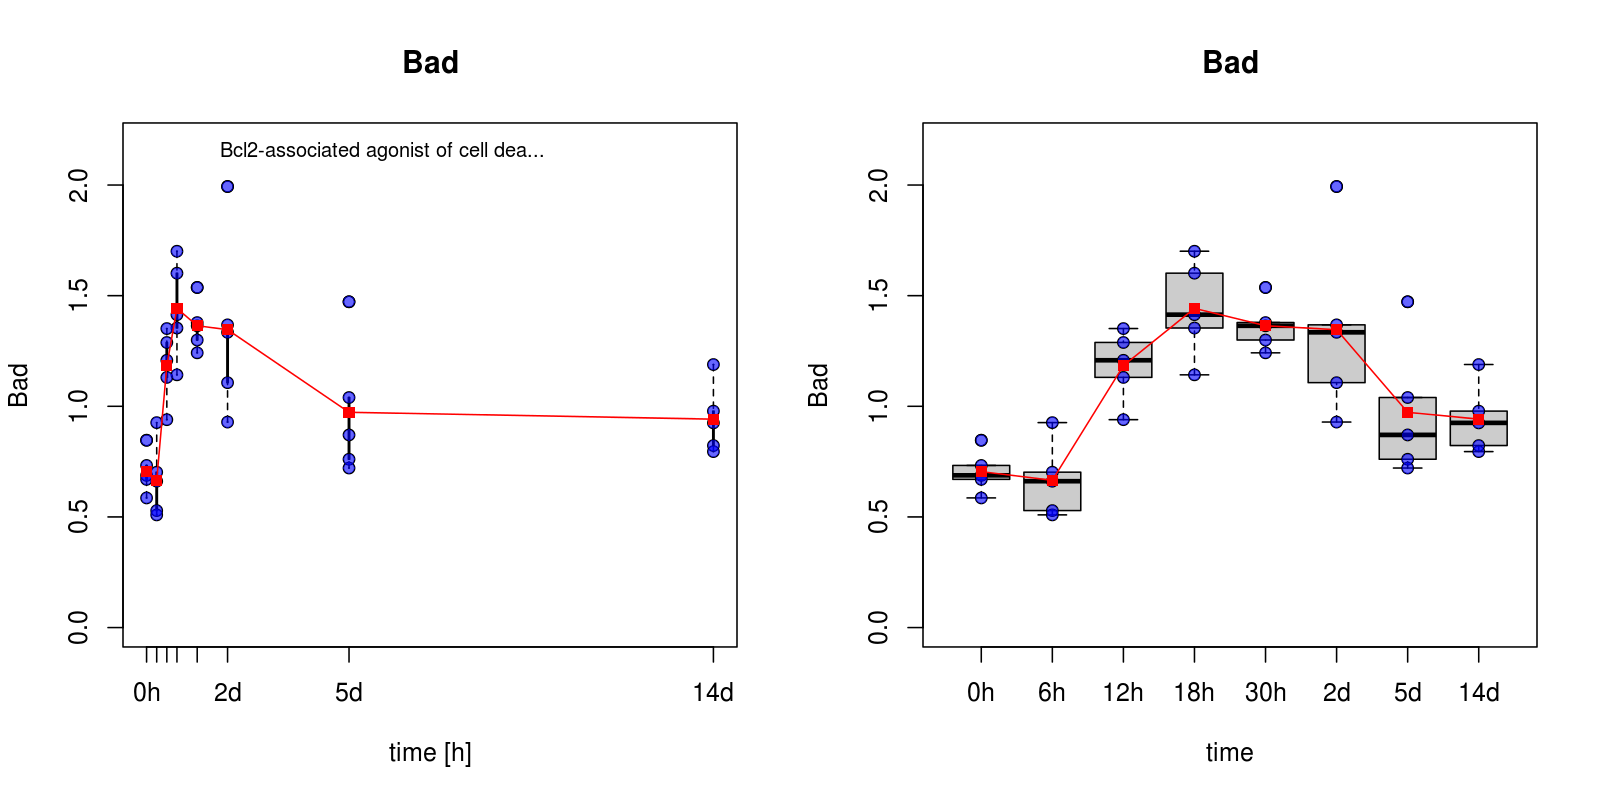 Bad
Bcl2-associated agonist of cell dea...
Bad
2.0
1.5
1.0
0.5
0.0
0h 2d 5d 14d
time [h]
Bad
Bad
2.0
1.5
1.0
0.5
0.0
0h 6h 12h 18h 30h 2d 5d 14d
time